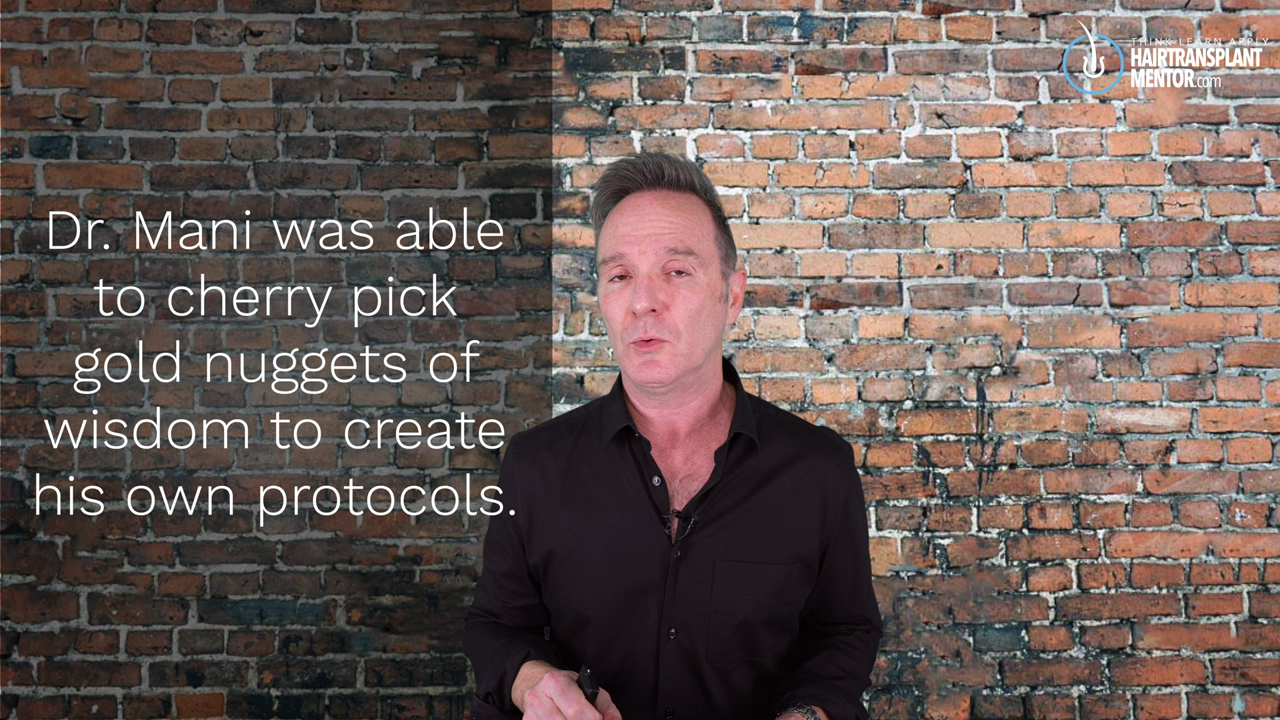 Dr. Mani was able
to cherry pick
gold nuggets of
wisdom to create
his own protocols.
THINK LEARN APPLY
HAIRTRANSPLANT
MENTOR.com